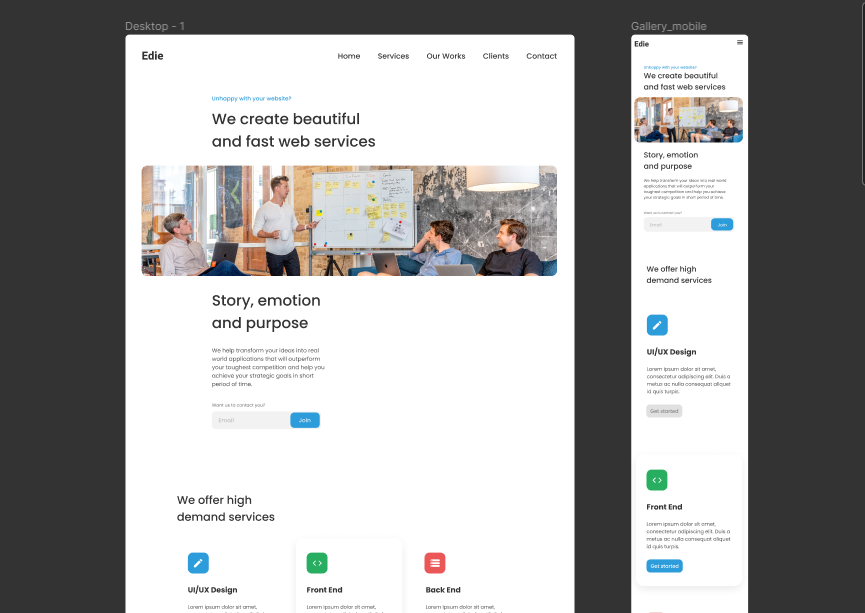 Desktop - 1
Edie
Home Services Our Works Clients Contact
Unhappy with your website?
We create beautiful
and fast web services
Story, emotion
and purpose
We help transform your ideas into real
world applications that will outperform
your toughest competition and help you
achieve your strategic goals in short
period of time.
Want us to contact you?
Email Join
We offer high
demand services
UI/UX Design Front End Back End
Lorem ipsum dolor sit amet, Lorem ipsum dolor sit amet, Lorem ipsum dolor sit amet,
Gallery_mobile
Edie
Unhappy with your website?
We create beautiful
and fast web services
Story, emotion
and purpose
We help transform your ideas into real world
applications that will outperform your
toughest competition and help you achieve
your strategic goals in short period of time.
Want us to contact you?
Email Join
We offer high
demand services
UI/UX Design
Lorem ipsum dolor sit amet,
consectetur adipiscing elit. Duis a
metus ac nulla consequat aliquet
id quis turpis.
Get started
Front End
Lorem ipsum dolor sit amet,
consectetur adipiscing elit. Duis a
metus ac nulla consequat aliquet
id quis turpis.
Get started